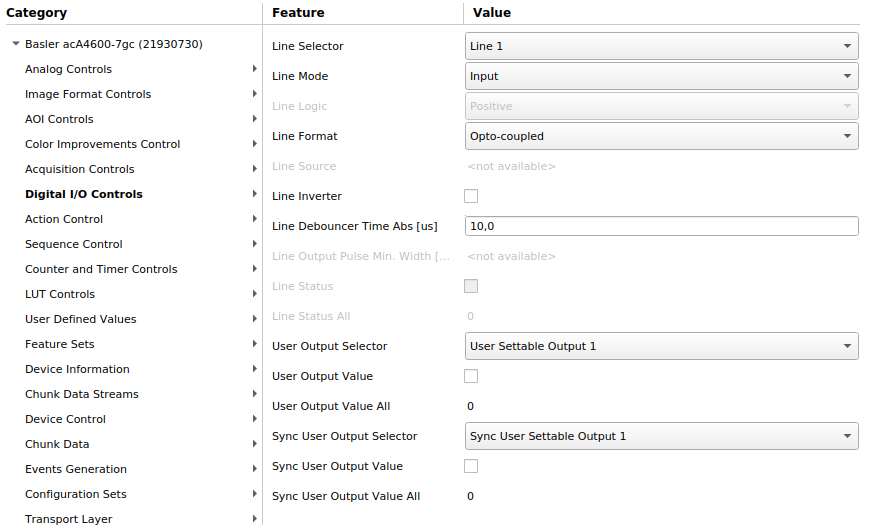 Category Feature Value
Basler acA4600-7gc (21930730)
Analog Controls
Image Format Controls
AOI Controls
Color Improvements Control
Acquisition Controls
Digital I/O Controls
Action Control
Sequence Control
Counter and Timer Controls
LUT Controls
User Defined Values
Feature Sets
Device Information
Chunk Data Streams
Device Control
Chunk Data
Events Generation
Configuration Sets
Transport Layer
Line Selector Line 1
Line Mode Input
Line Logic Positive
Line Format Opto-coupled
Line Source <not available>
Line Inverter
Line Debouncer Time Abs [us] 10,0
Line Output Pulse Min. Width [... <not available>
Line Status
Line Status All 0
User Output Selector User Settable Output 1
User Output Value
User Output Value All 0
Sync User Output Selector Sync User Settable Output 1
Sync User Output Value
Sync User Output Value All 0